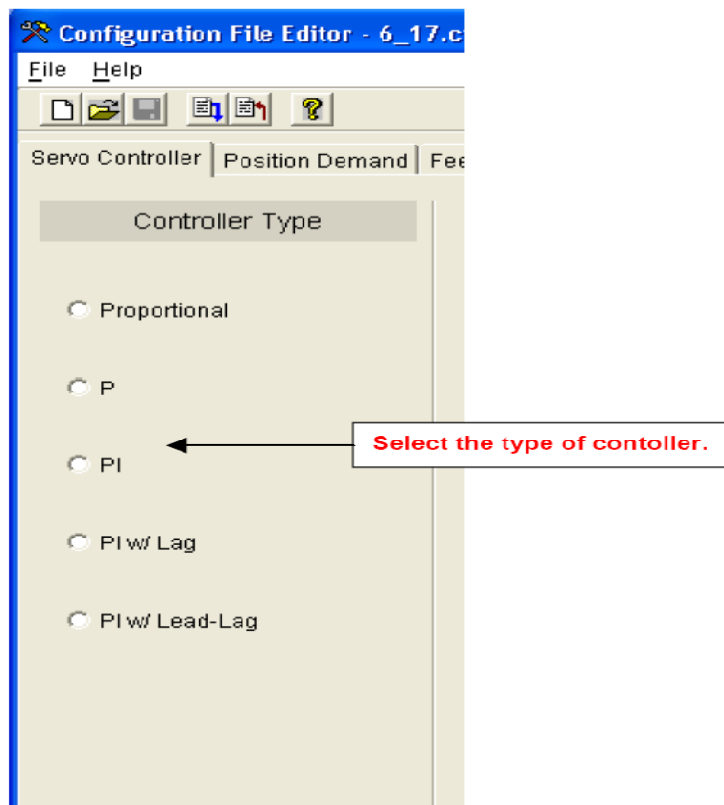 Configuration File Editor - 6_17.c
File Help
Servo Controller Position Demand Fee
Controller Type
Proportional
P
PI
Select the type of contoller.
PI w/ Lag
PI w/ Lead-Lag